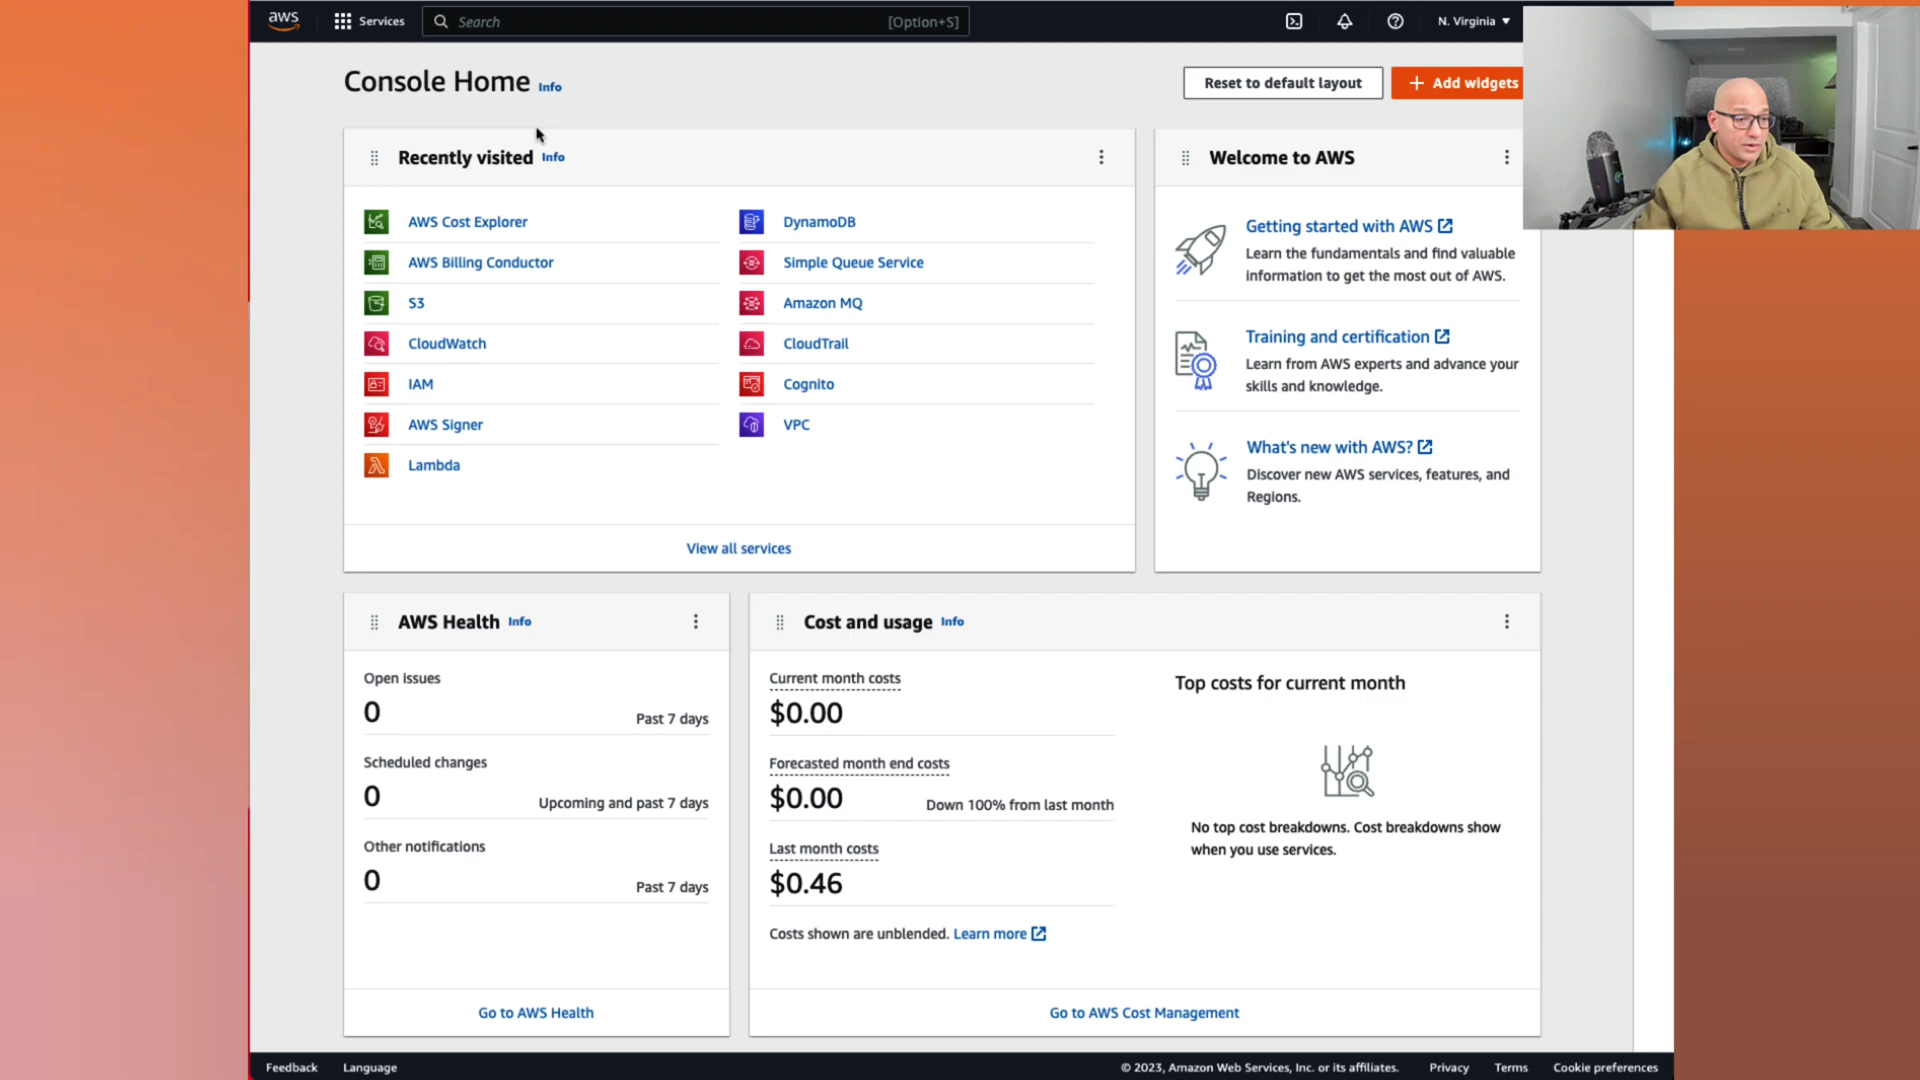 aws
Services
Search
[Option+S]
N. Virginia
Console Home Info
Reset to default layout
Add widgets
Recently visited Info
AWS Cost Explorer
AWS Billing Conductor
S3
CloudWatch
IAM
AWS Signer
Lambda
DynamoDB
Simple Queue Service
Amazon MQ
CloudTrail
Cognito
VPC
View all services
Welcome to AWS
Getting started with AWS
Learn the fundamentals and find valuable
information to get the most out of AWS.
Training and certification
Learn from AWS experts and advance your
skills and knowledge.
What's new with AWS?
Discover new AWS services, features, and
Regions.
AWS Health Info
Open issues
0
Past 7 days
Scheduled changes
0
Upcoming and past 7 days
Other notifications
0
Past 7 days
Go to AWS Health
Cost and usage Info
Current month costs
$0.00
Forecasted month end costs
$0.00
Down 100% from last month
Last month costs
$0.46
Costs shown are unblended. Learn more
Top costs for current month
No top cost breakdowns. Cost breakdowns show
when you use services.
Go to AWS Cost Management
Feedback
Language
© 2023, Amazon Web Services, Inc. or its affiliates.
Privacy
Terms
Cookie preferences